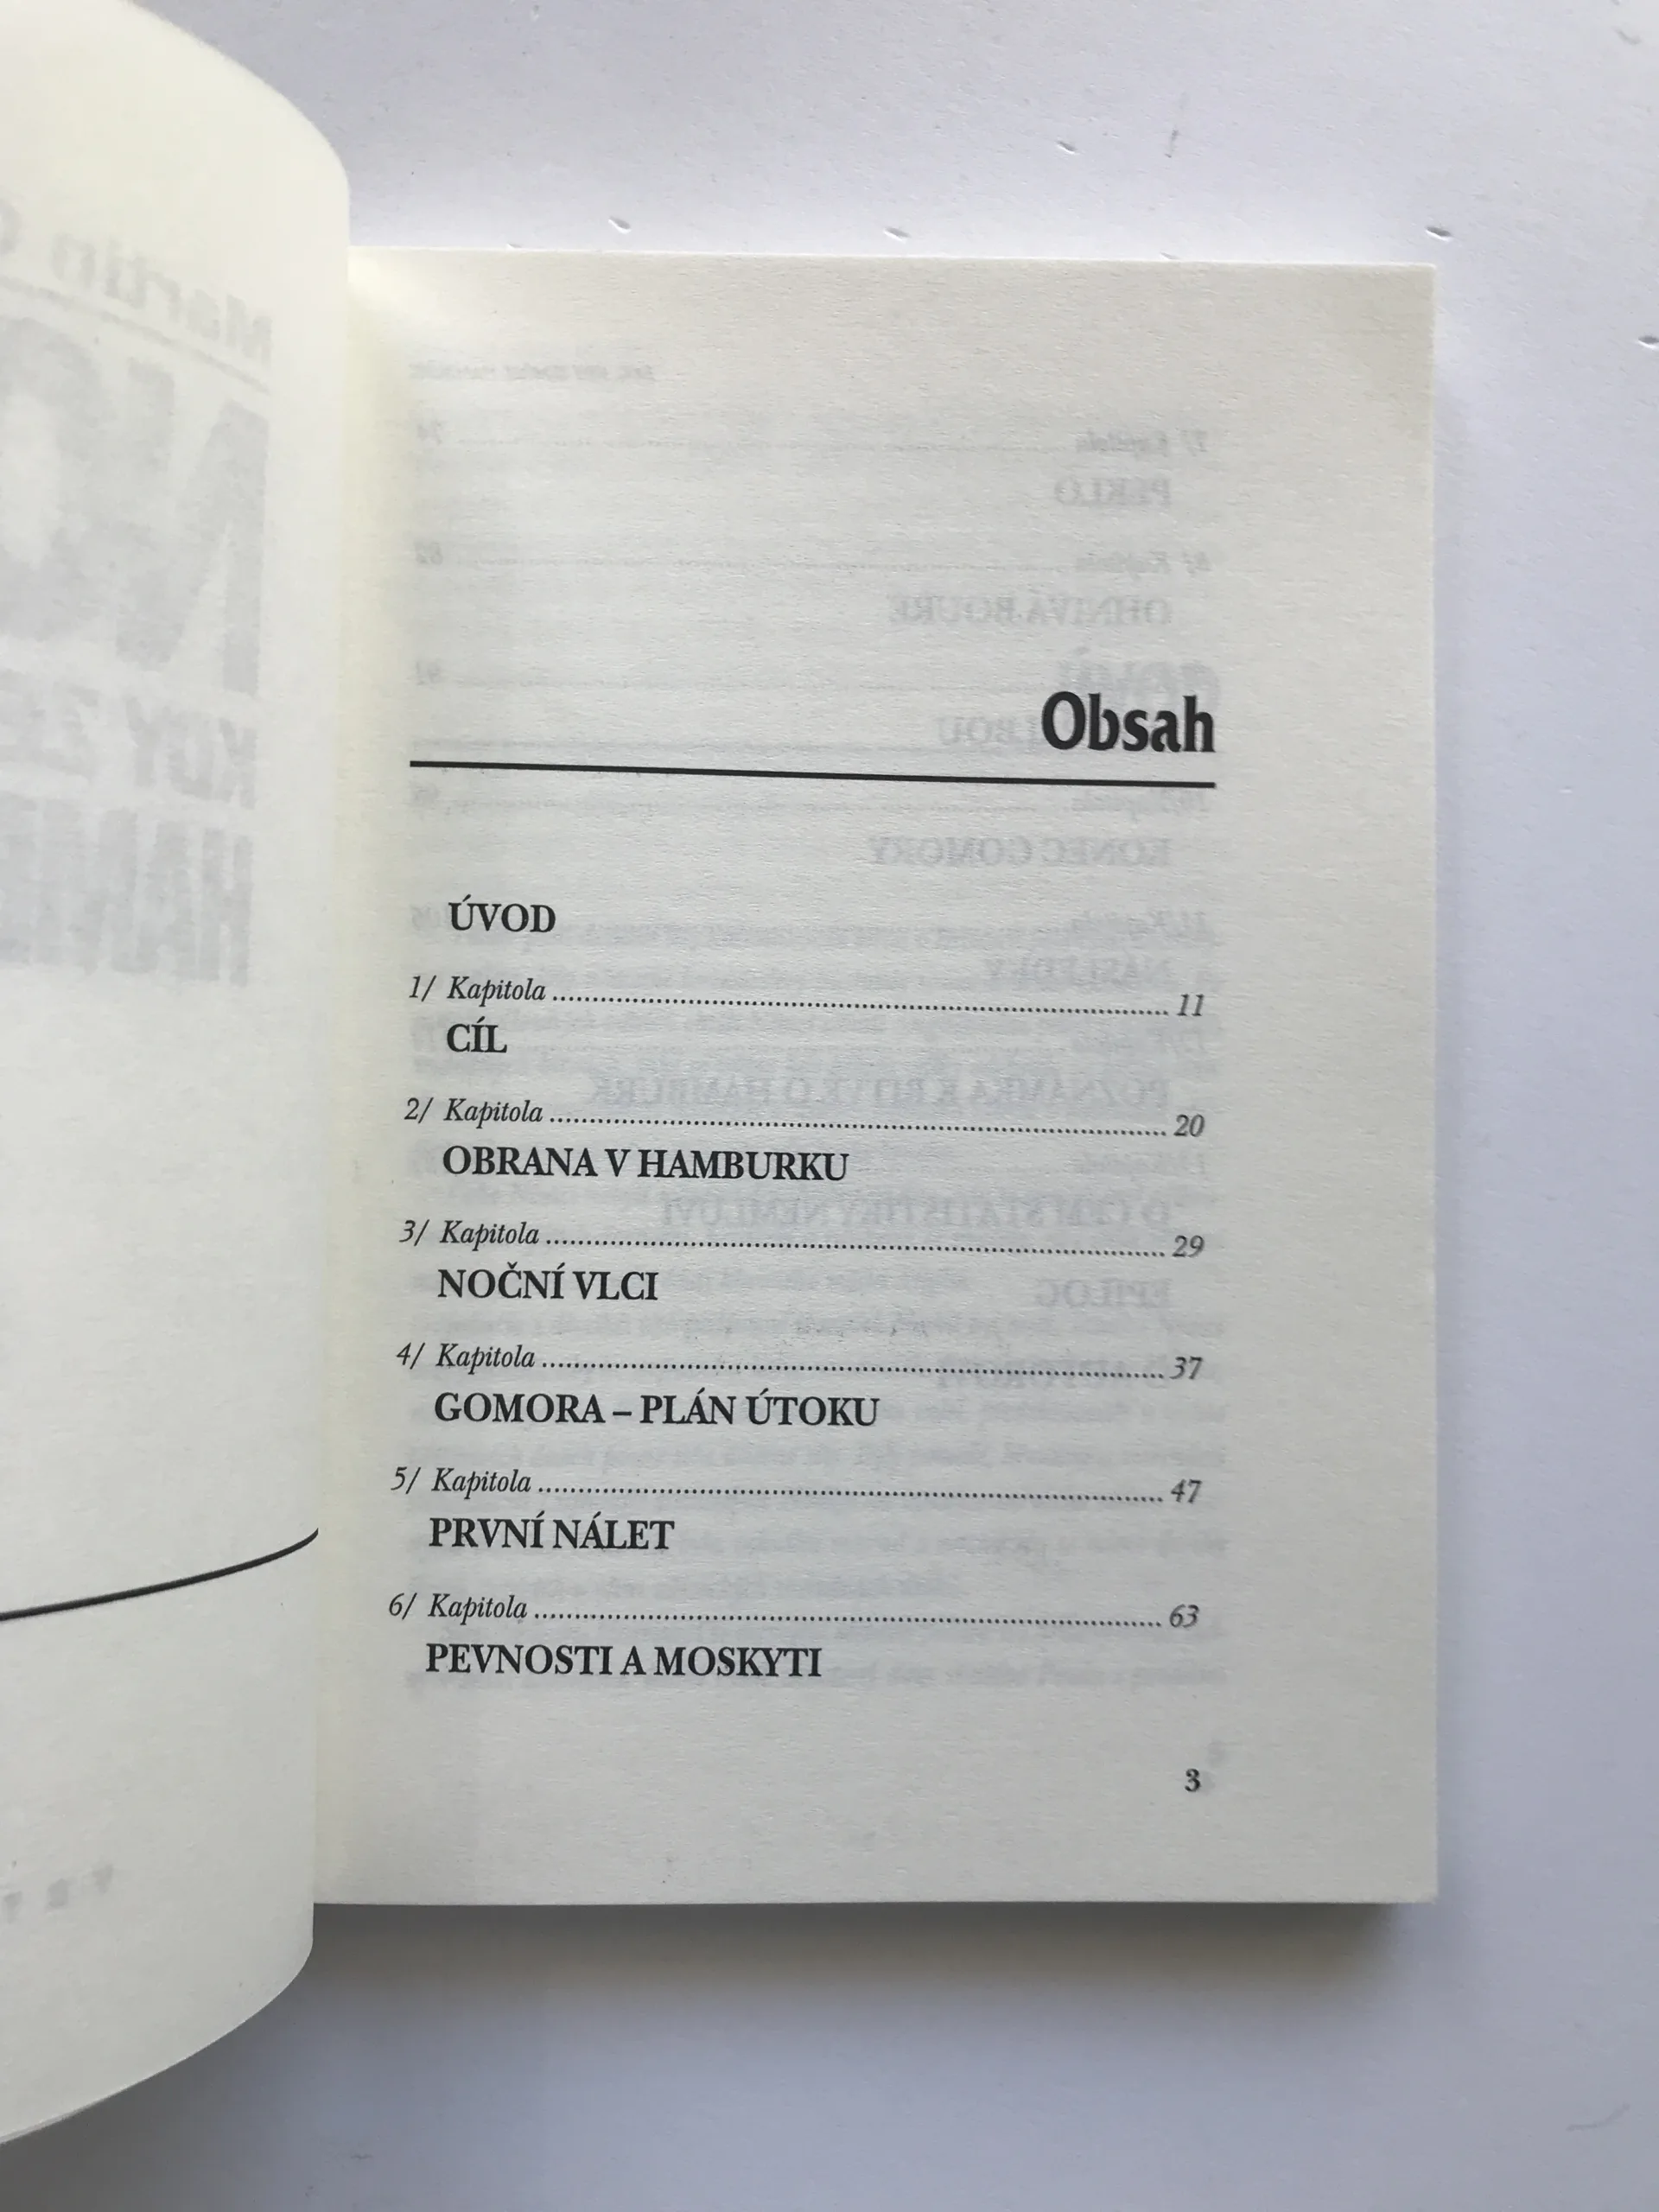 Obsah
ÚVOD
1/ Kapitola ........ 11
CÍL
2/ Kapitola ........ 20
OBRANA V HAMBURKU
3/ Kapitola ........ 29
NOČNÍ VLCI
4/ Kapitola ........ 37
GOMORA – PLÁN ÚTOKU
5/ Kapitola ........ 47
PRVNÍ NÁLET
6/ Kapitola ........ 63
PEVNOSTI A MOSKYTI
3